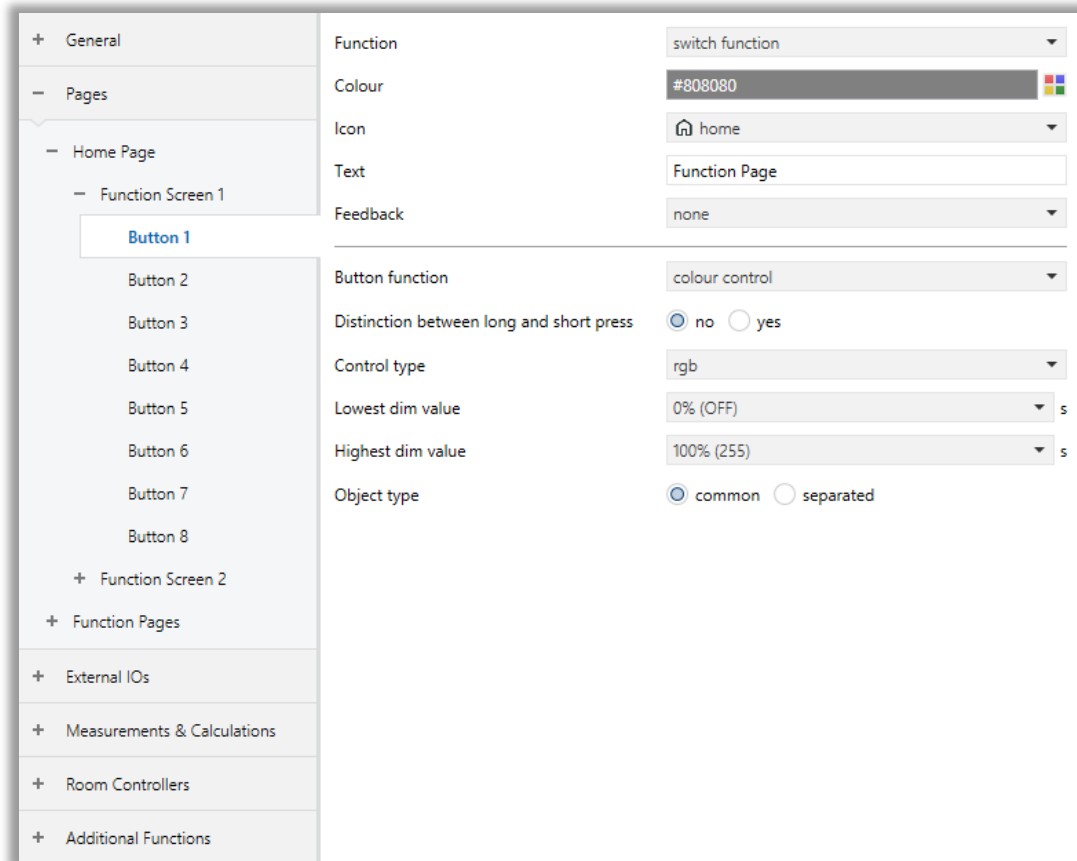 + General
− Pages
− Home Page
− Function Screen 1
Button 1
Button 2
Button 3
Button 4
Button 5
Button 6
Button 7
Button 8
+ Function Screen 2
+ Function Pages
+ External IOs
+ Measurements & Calculations
+ Room Controllers
+ Additional Functions
Function switch function
Colour #808080
Icon home
Text Function Page
Feedback none
Button function colour control
Distinction between long and short press no yes
Control type rgb
Lowest dim value 0% (OFF) s
Highest dim value 100% (255) s
Object type common separated